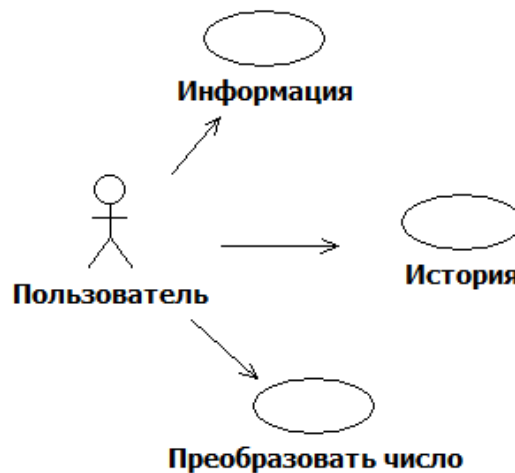 Информация
История
Пользователь
Преобразовать число